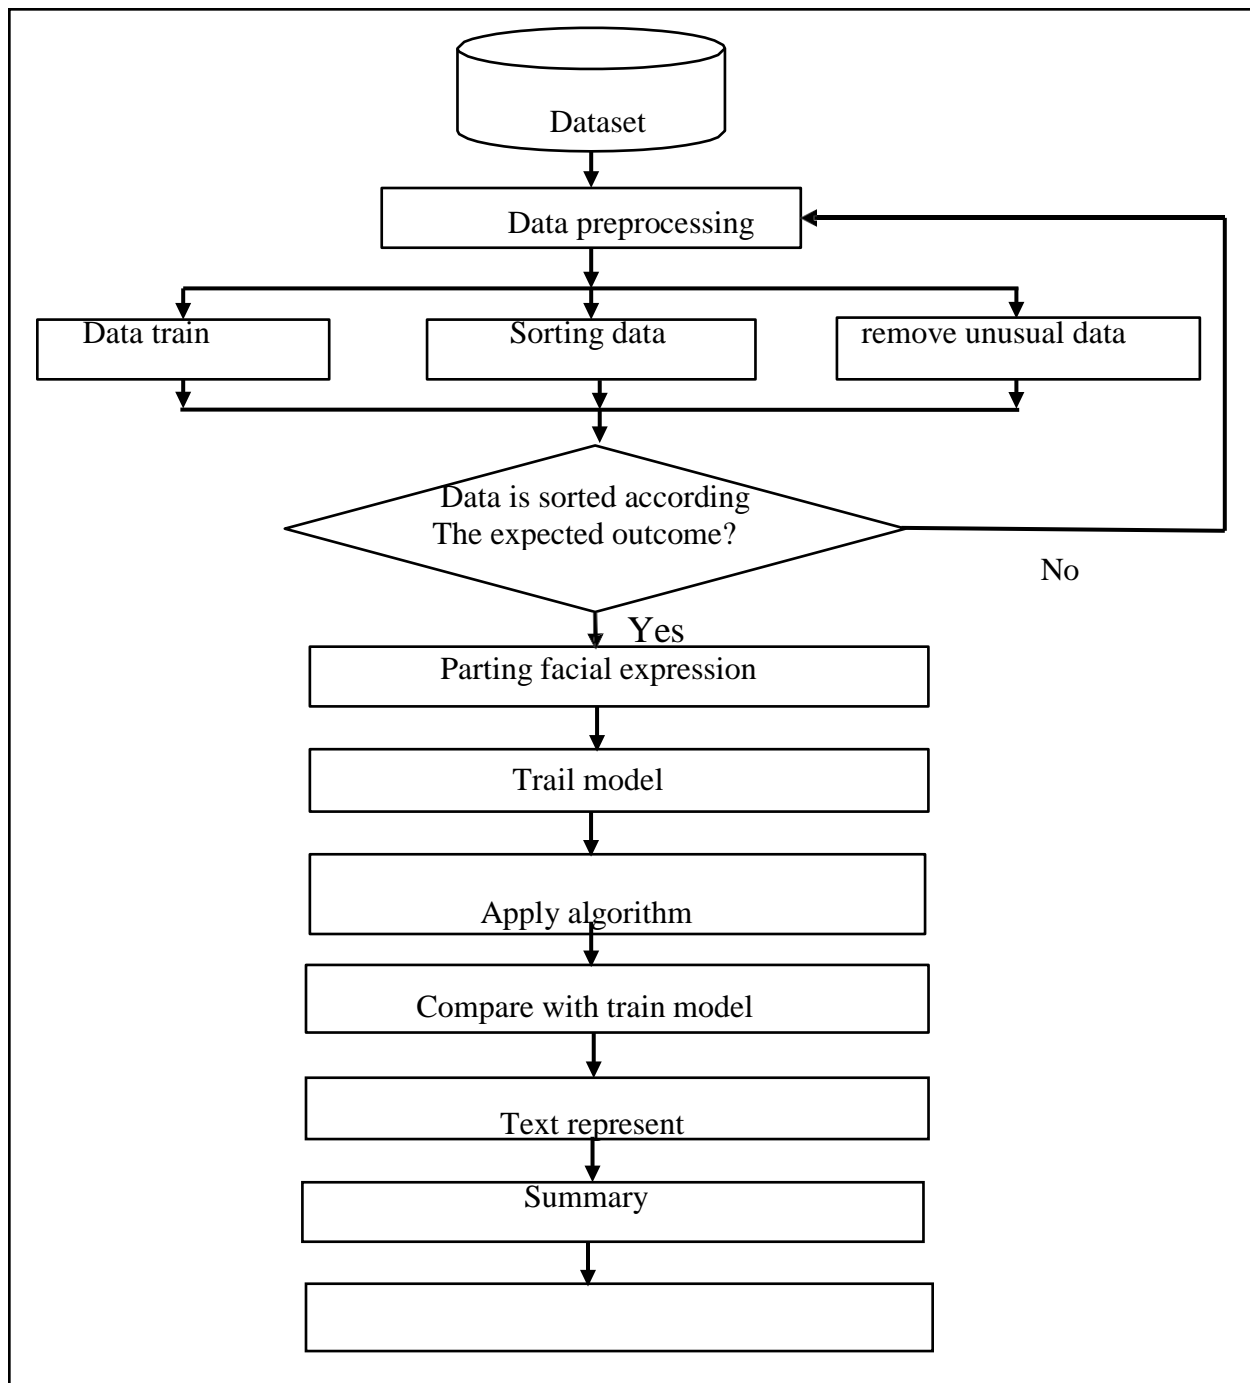 Dataset
Data preprocessing
Data train
Sorting data
remove unusual data
Data is sorted according
The expected outcome?
No
Yes
Parting facial expression
Trail model
Apply algorithm
Compare with train model
Text represent
Summary